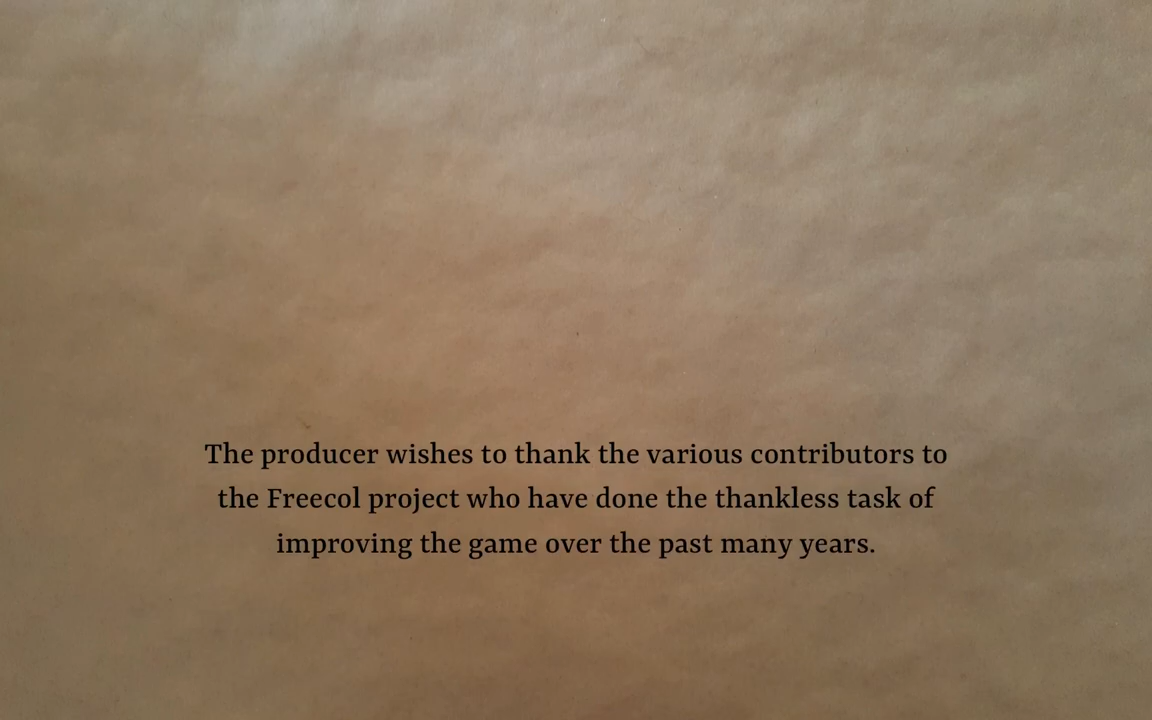 The producer wishes to thank the various contributors to
the Freecol project who have done the thankless task of
improving the game over the past many years.